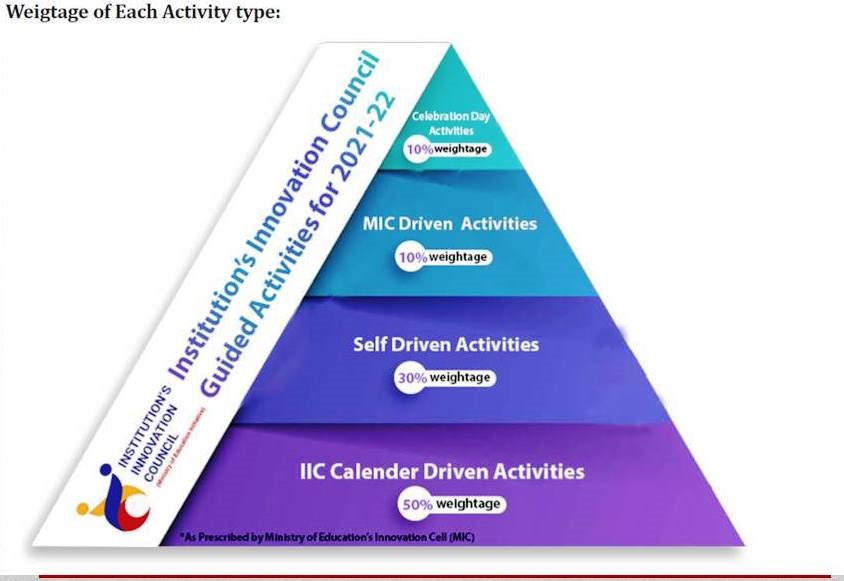 Weigtage of Each Activity type:
Institution's Innovation Council
Guided Activities for 2021-22
INSTITUTION'S
INNOVATION
COUNCIL
(Ministry of Education Initiative)
Celebration Day
Activities
10% weightage
MIC Driven Activities
10% weightage
Self Driven Activities
30% weightage
IIC Calender Driven Activities
50% weightage
*As Prescribed by Ministry of Education's Innovation Cell (MIC)